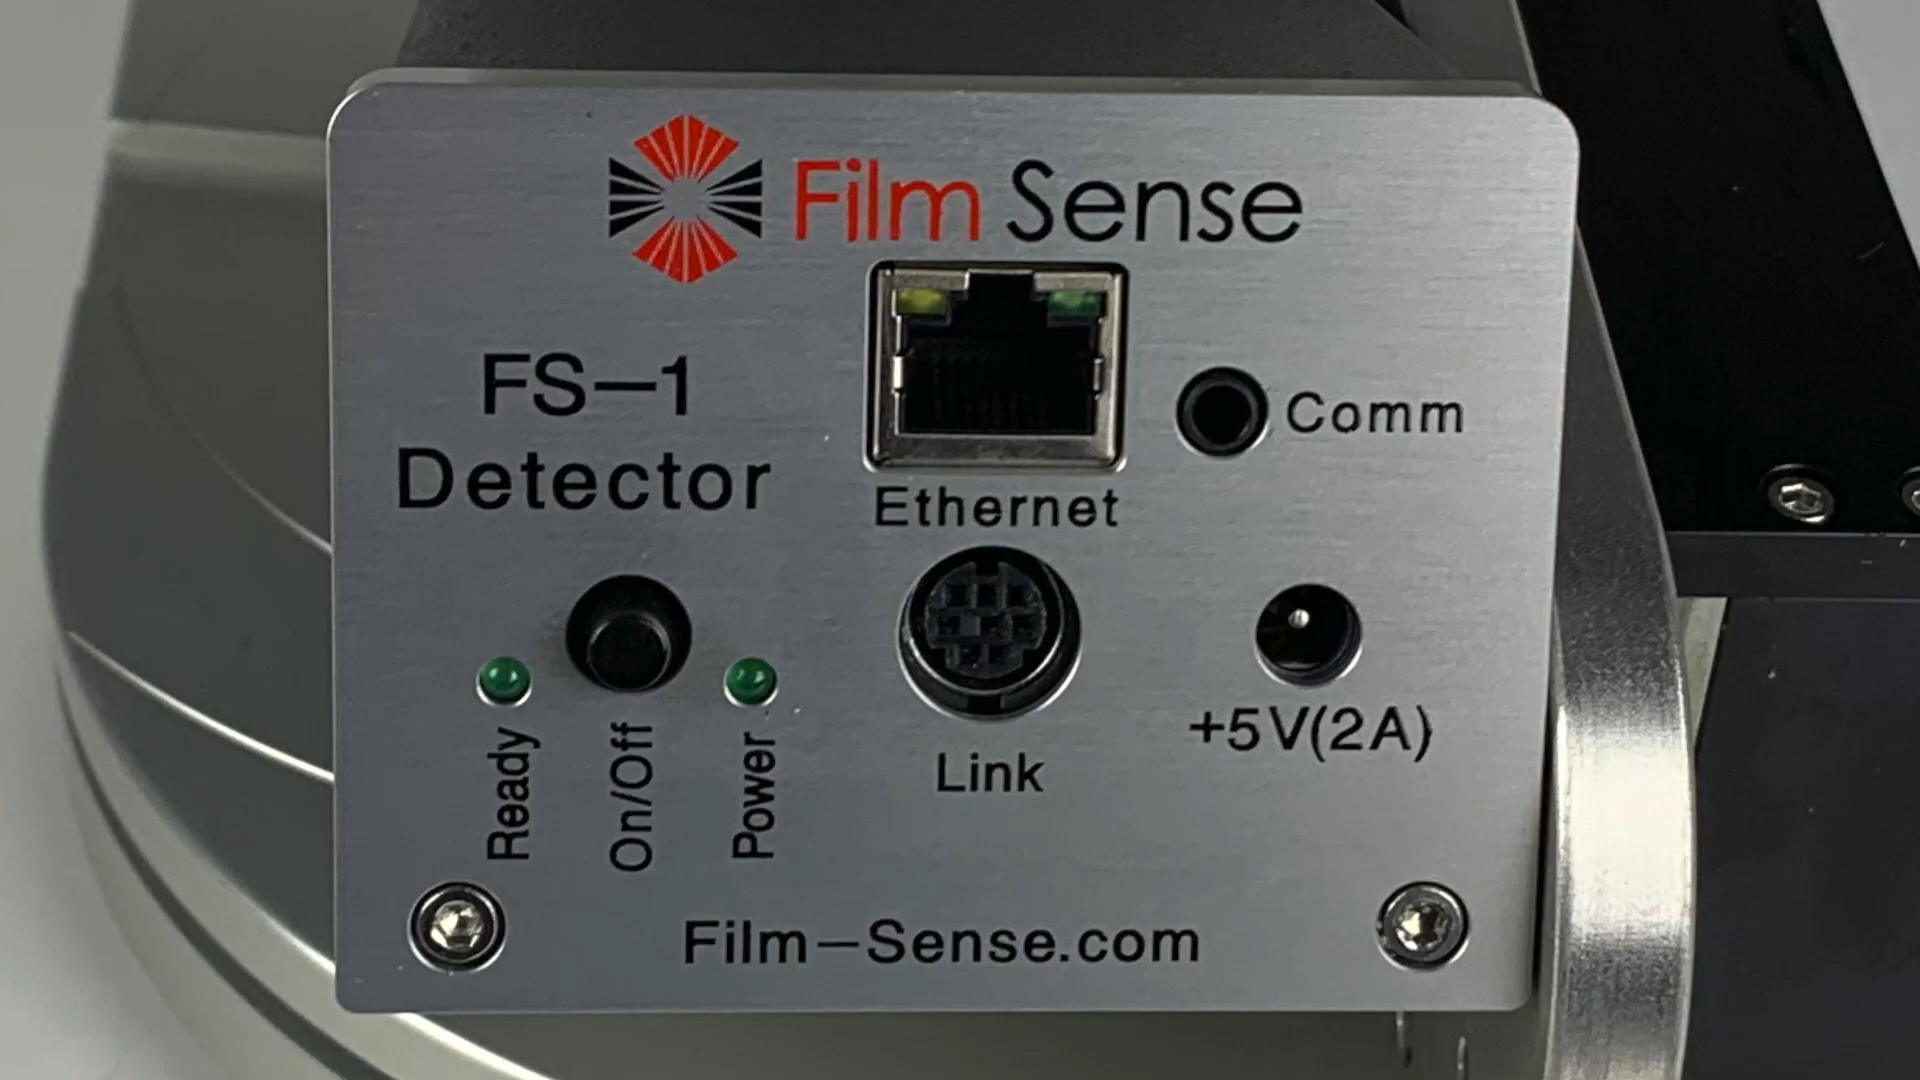 Film Sense
FS-1
Detector
Ethernet
Comm
Ready
On/Off
Power
Link
+5V(2A)
Film-Sense.com